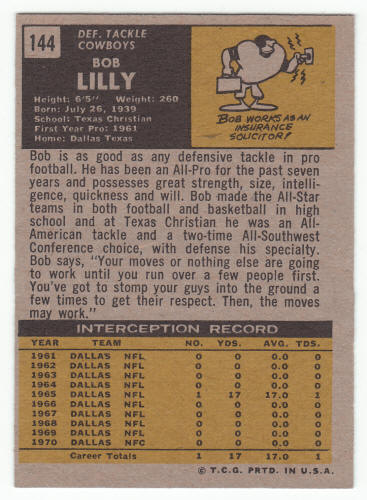 144
DEF. TACKLE
COWBOYS
BOB
LILLY
Height: 6'5" Weight: 260
Born: July 26, 1939
School: Texas Christian
First Year Pro: 1961
Home: Dallas Texas
BOB WORKS AS AN
INSURANCE
SOLICITOR!
Bob is as good as any defensive tackle in pro
football. He has been an All-Pro for the past seven
years and possesses great strength, size, intelli-
gence, quickness and will. Bob made the All-Star
teams in both football and basketball in
high school and at Texas Christian he was an All-
American tackle and a two-time All-Southwest
Conference choice, with defense his specialty.
Bob says, "Your moves or nothing else are going
to work until you run over a few people first.
You've got to stomp your guys into the ground a
few times to get their respect. Then, the moves
may work."
INTERCEPTION RECORD
YEAR TEAM NO. YDS. AVG. TDS.
1961 DALLAS NFL 0 0 0.0 0
1962 DALLAS NFL 0 0 0.0 0
1963 DALLAS NFL 0 0 0.0 0
1964 DALLAS NFL 0 0 0.0 0
1965 DALLAS NFL 1 17 17.0 1
1966 DALLAS NFL 0 0 0.0 0
1967 DALLAS NFL 0 0 0.0 0
1968 DALLAS NFL 0 0 0.0 0
1969 DALLAS NFL 0 0 0.0 0
1970 DALLAS NFC 0 0 0.0 0
Career Totals 1 17 17.0 1
© T.C.G. PRTD. IN U.S.A.